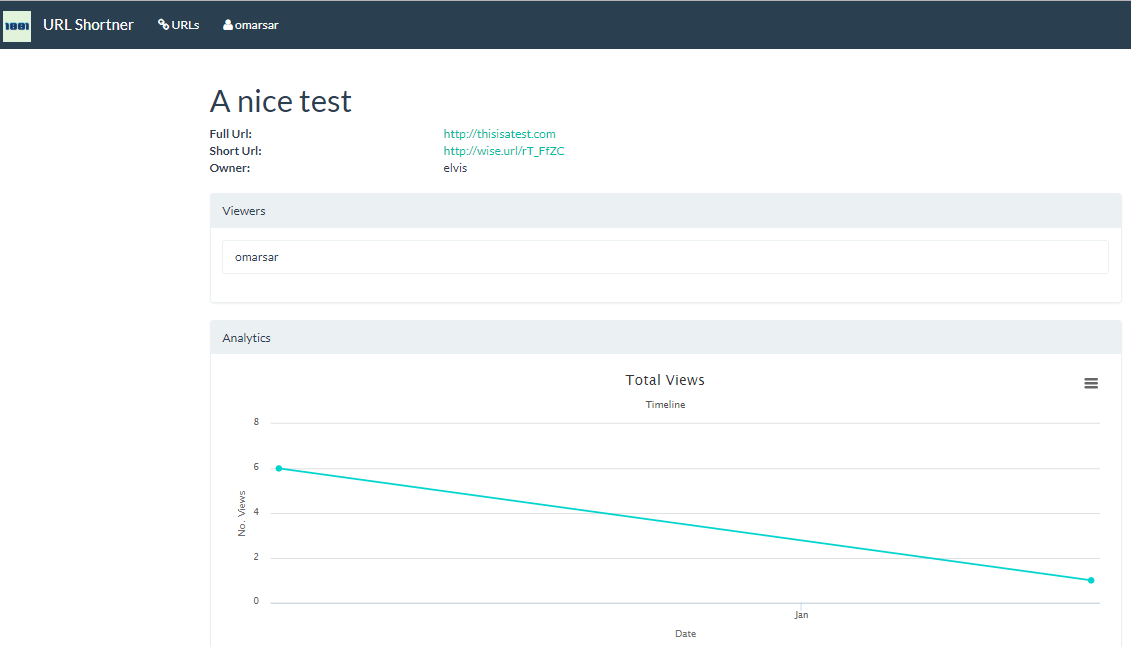 1001 URL Shortner URLs omarsar
A nice test
Full Url: http://thisisatest.com
Short Url: http://wise.url/rT_FfZC
Owner: elvis
Viewers
omarsar
Analytics
Total Views
Timeline
8
6
4
2
0
No. Views
Jan
Date